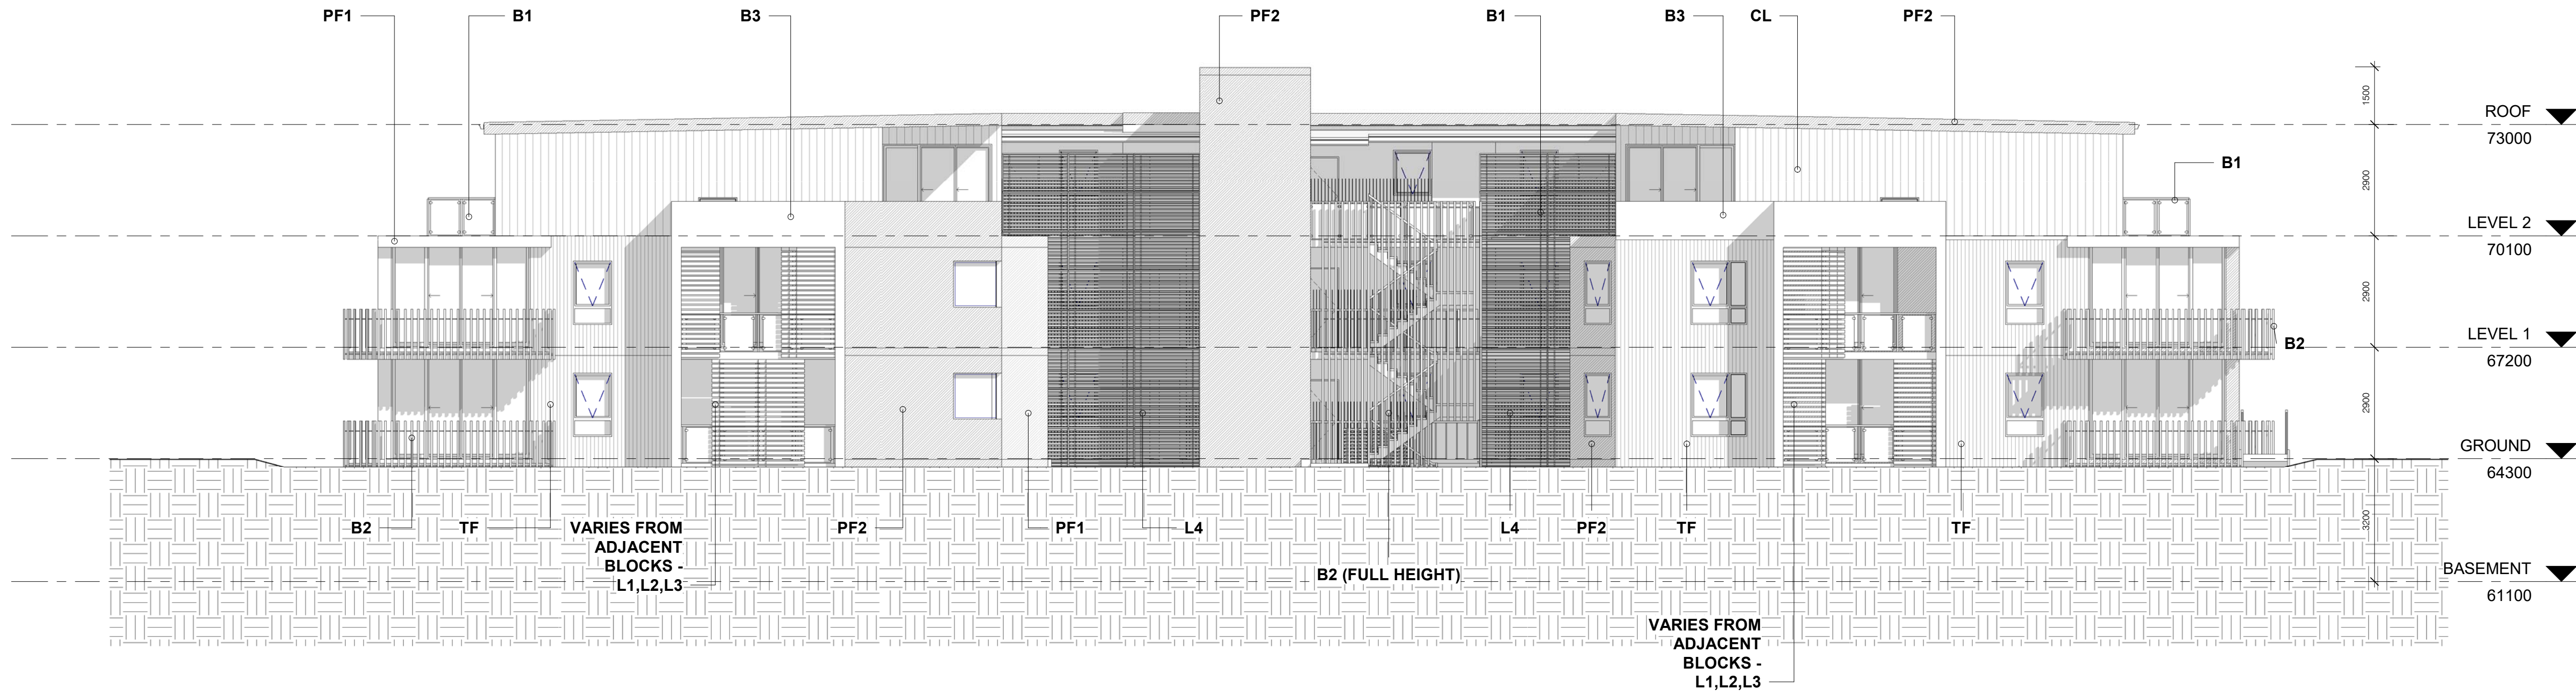 PF1
B1
B3
PF2
B1
B3
CL
PF2
1500
ROOF
73000
B1
2900
LEVEL 2
70100
2900
LEVEL 1
67200
B2
2900
GROUND
64300
B2
TF
VARIES FROM
ADJACENT
BLOCKS -
L1,L2,L3
PF2
PF1
L4
B2 (FULL HEIGHT)
L4
PF2
TF
VARIES FROM
ADJACENT
BLOCKS -
L1,L2,L3
TF
3200
BASEMENT
61100